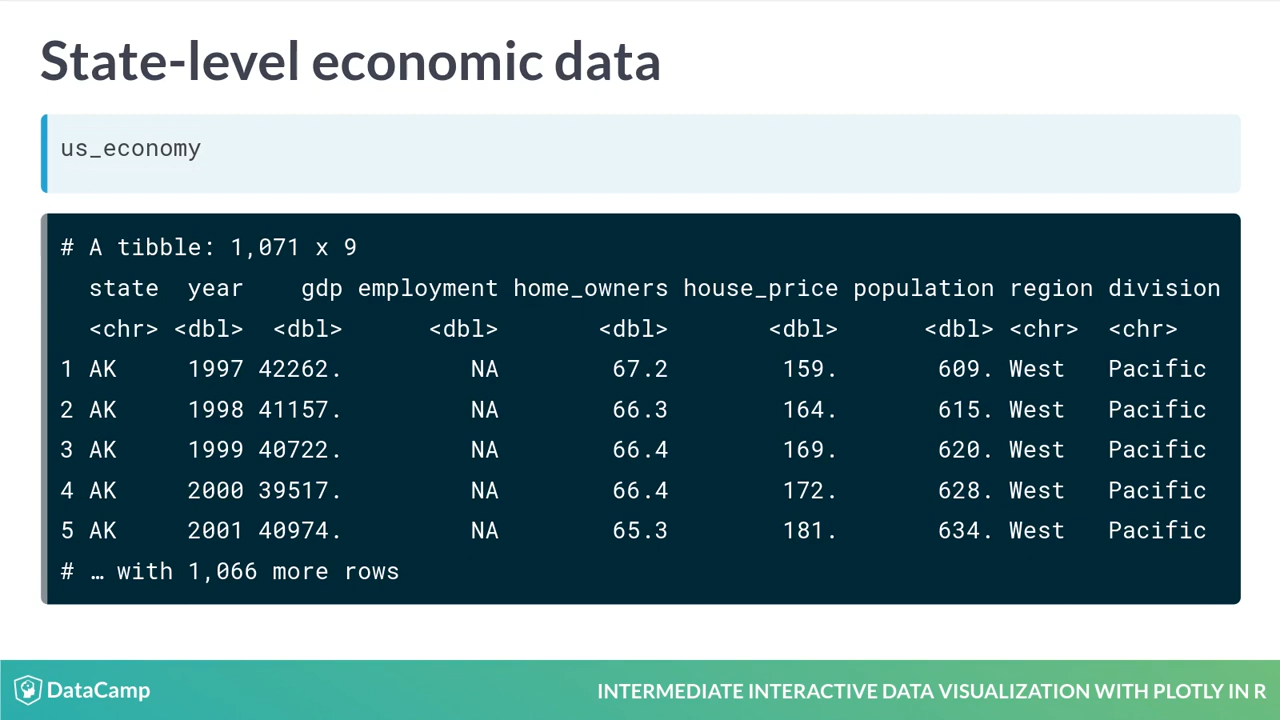 State-level economic data
us_economy
# A tibble: 1,071 x 9
state year gdp employment home_owners house_price population region division
<chr> <dbl> <dbl> <dbl> <dbl> <dbl> <dbl> <chr> <chr>
1 AK 1997 42262. NA 67.2 159. 609. West Pacific
2 AK 1998 41157. NA 66.3 164. 615. West Pacific
3 AK 1999 40722. NA 66.4 169. 620. West Pacific
4 AK 2000 39517. NA 66.4 172. 628. West Pacific
5 AK 2001 40974. NA 65.3 181. 634. West Pacific
# … with 1,066 more rows
DataCamp
INTERMEDIATE INTERACTIVE DATA VISUALIZATION WITH PLOTLY IN R